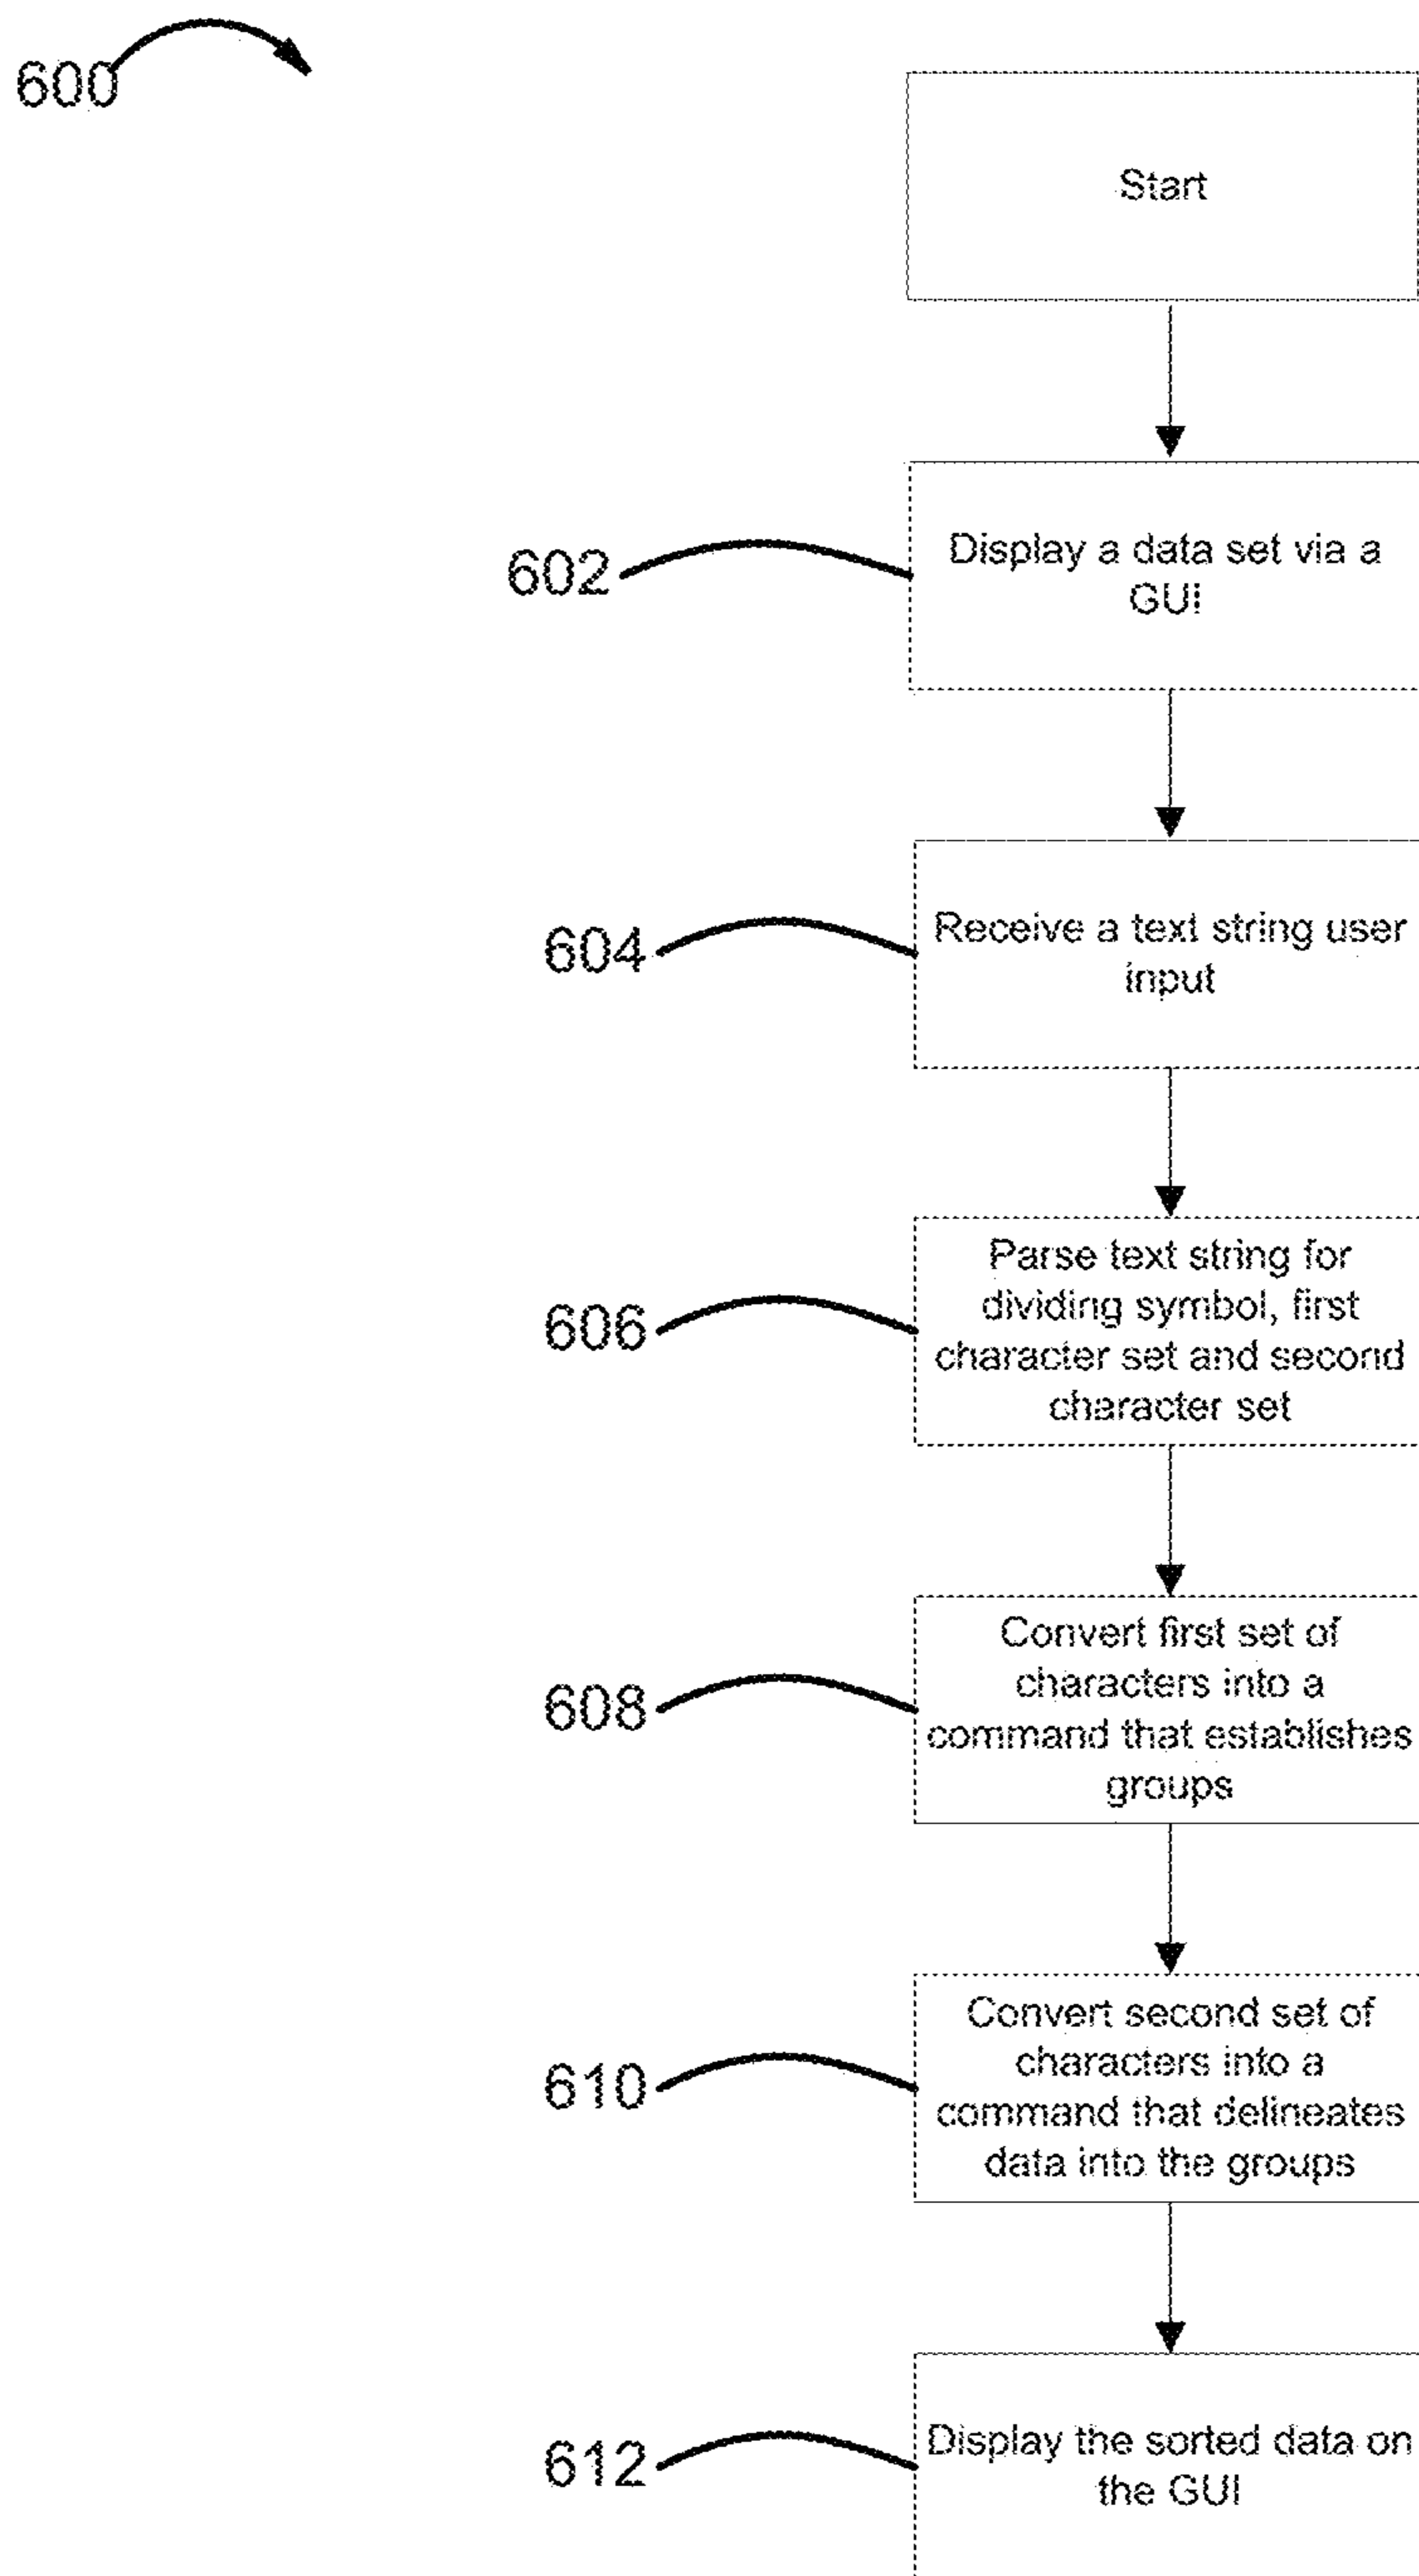 600
Start
602
Display a data set via a
GUI
604
Receive a text string user
input
606
Parse text string for
dividing symbol, first
character set and second
character set
608
Convert first set of
characters into a
command that establishes
groups
610
Convert second set of
characters into a
command that delineates
data into the groups
612
Display the sorted data on
the GUI